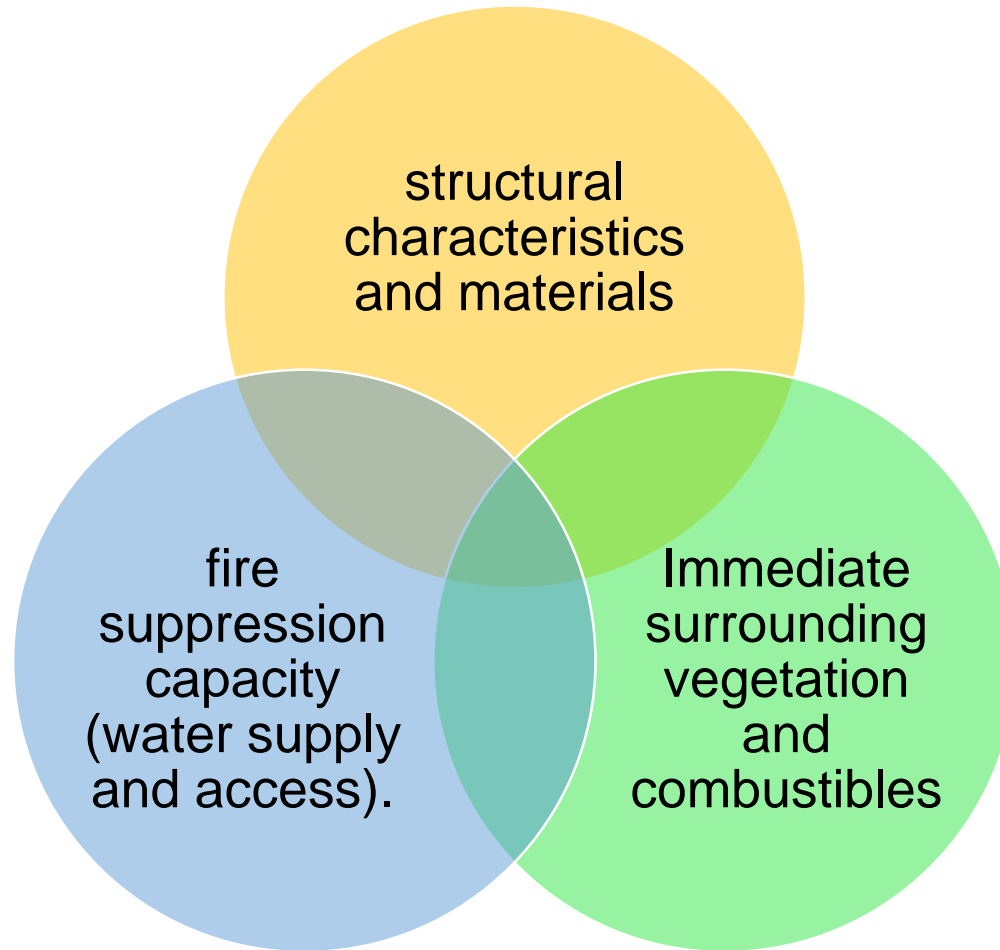 structural
characteristics
and materials
fire
suppression
capacity
(water supply
and access).
Immediate
surrounding
vegetation
and
combustibles